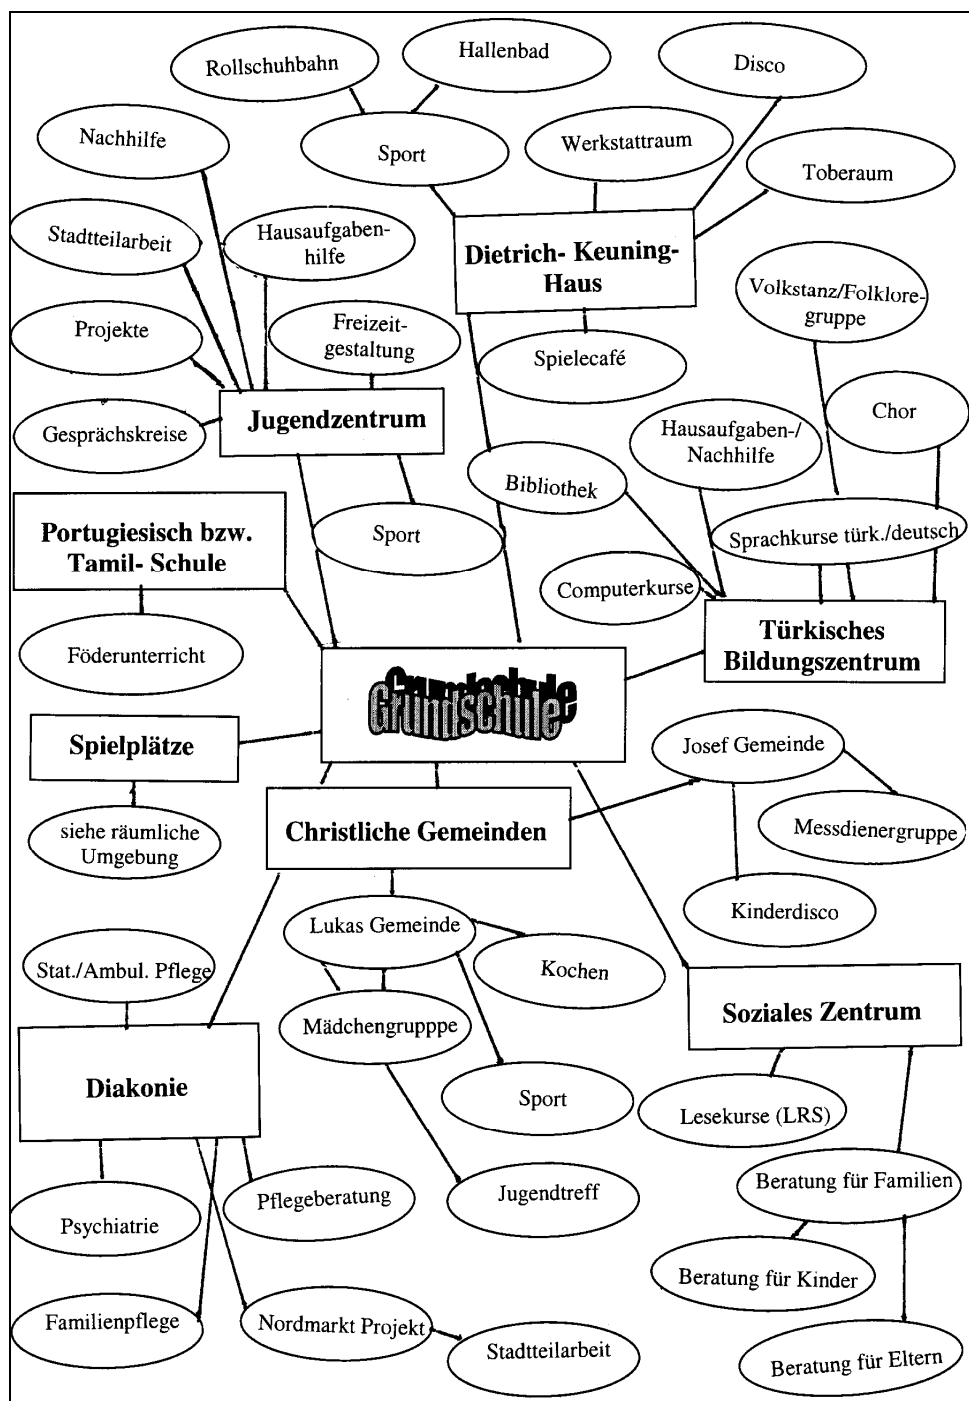 Rollschuhbahn
Hallenbad
Disco
Nachhilfe
Sport
Werkstattraum
Toberaum
Stadtteilarbeit
Hausaufgaben-
hilfe
Dietrich- Keuning-
Haus
Volkstanz/Folklore-
gruppe
Projekte
Freizeit-
gestaltung
Spielecafé
Jugendzentrum
Chor
Gesprächskreise
Hausaufgaben-/
Nachhilfe
Bibliothek
Portugiesisch bzw.
Tamil- Schule
Sport
Sprachkurse türk./deutsch
Computerkurse
Föderunterricht
Türkisches
Bildungszentrum
Grundschule
Spielplätze
Josef Gemeinde
siehe räumliche
Umgebung
Christliche Gemeinden
Messdienergruppe
Kinderdisco
Lukas Gemeinde
Stat./Ambul. Pflege
Kochen
Mädchengrupppe
Soziales Zentrum
Diakonie
Sport
Lesekurse (LRS)
Psychiatrie
Pflegeberatung
Jugendtreff
Beratung für Familien
Beratung für Kinder
Familienpflege
Nordmarkt Projekt
Stadtteilarbeit
Beratung für Eltern